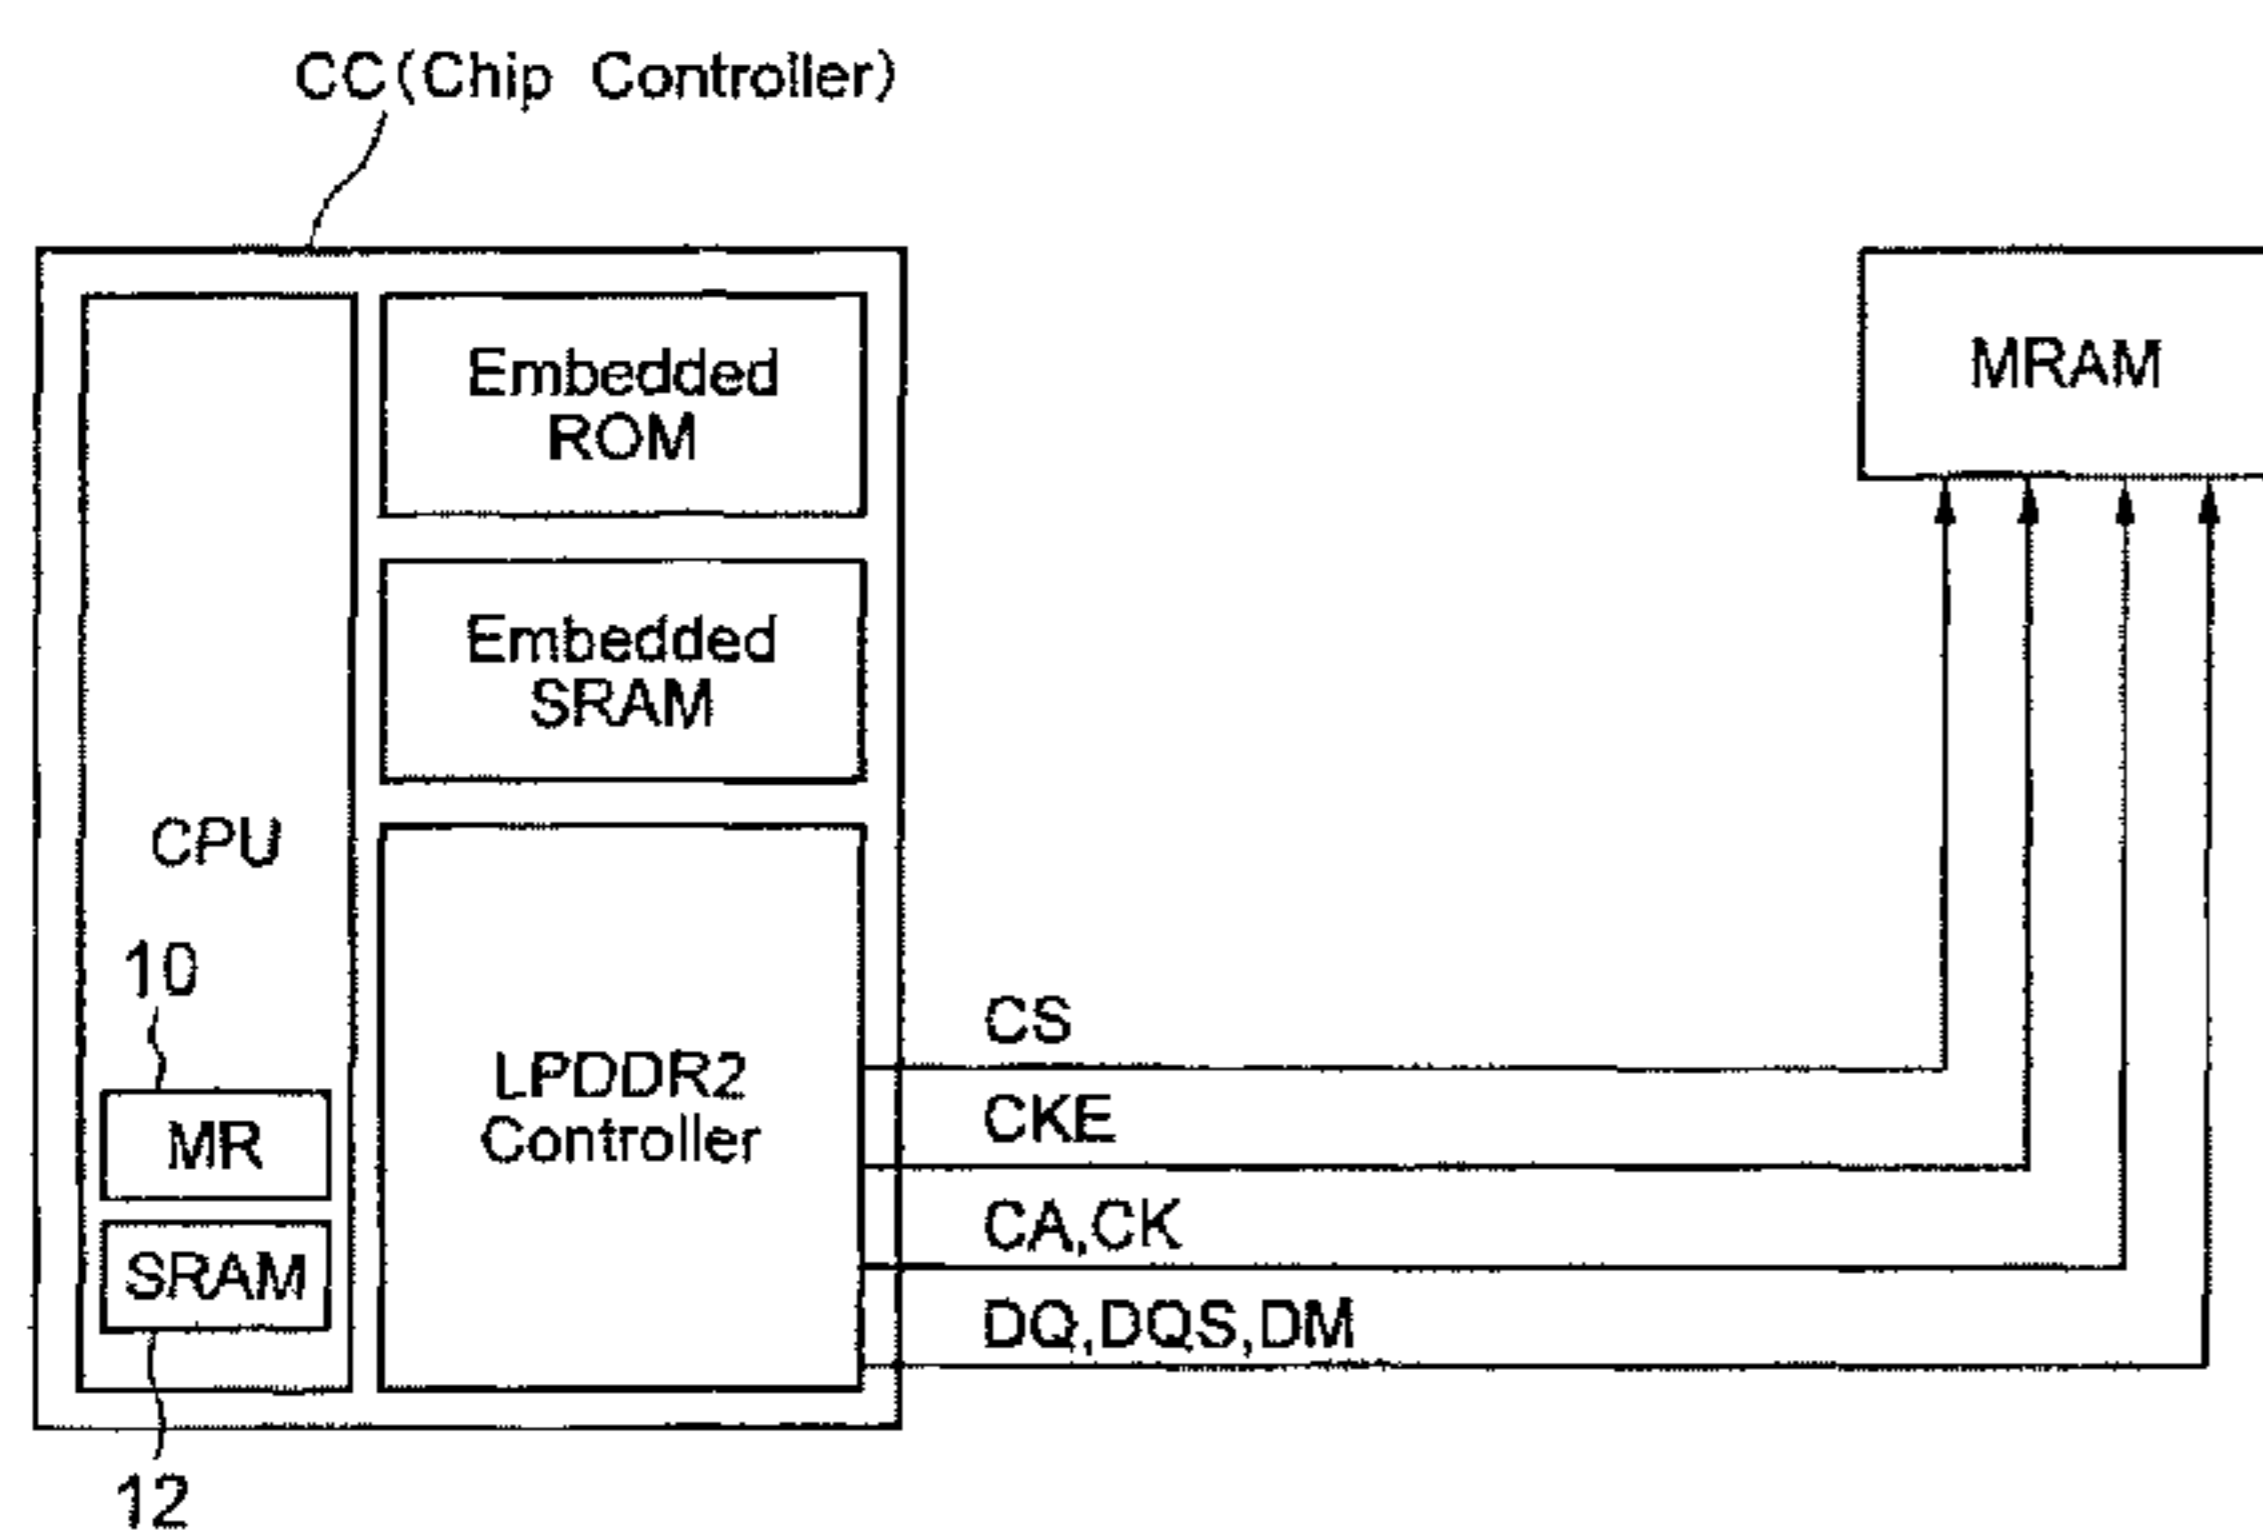 CC(Chip Controller)
Embedded
ROM
MRAM
Embedded
SRAM
CPU
10
MR
SRAM
12
LPDDR2
Controller
CS
CKE
CA,CK
DQ,DQS,DM